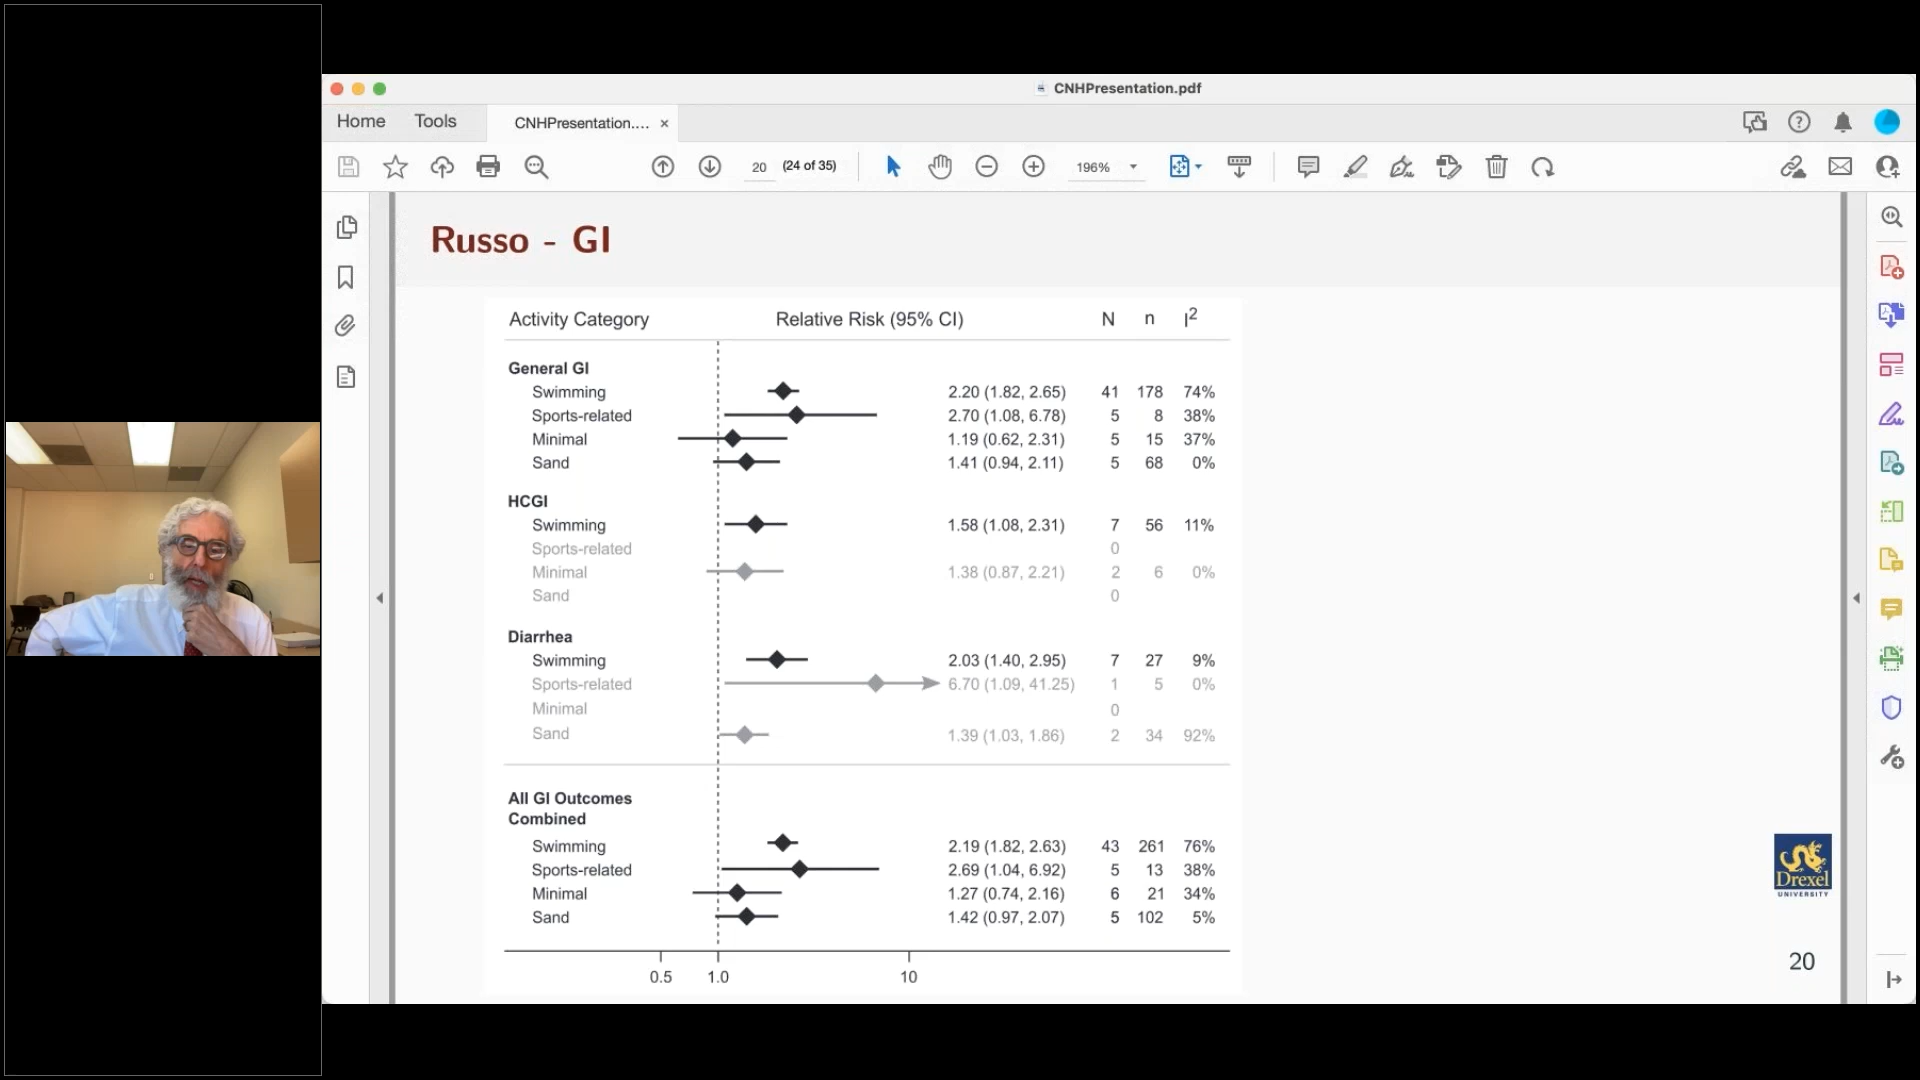 CNHPresentation.pdf
Home Tools CNHPresentation.... ×
20 (24 of 35) 196%
Russo - GI
Activity Category Relative Risk (95% CI) N n I²
General GI
Swimming 2.20 (1.82, 2.65) 41 178 74%
Sports-related 2.70 (1.08, 6.78) 5 8 38%
Minimal 1.19 (0.62, 2.31) 5 15 37%
Sand 1.41 (0.94, 2.11) 5 68 0%
HCGI
Swimming 1.58 (1.08, 2.31) 7 56 11%
Sports-related 0
Minimal 1.38 (0.87, 2.21) 2 6 0%
Sand 0
Diarrhea
Swimming 2.03 (1.40, 2.95) 7 27 9%
Sports-related 6.70 (1.09, 41.25) 1 5 0%
Minimal 0
Sand 1.39 (1.03, 1.86) 2 34 92%
All GI Outcomes
Combined
Swimming 2.19 (1.82, 2.63) 43 261 76%
Sports-related 2.69 (1.04, 6.92) 5 13 38%
Minimal 1.27 (0.74, 2.16) 6 21 34%
Sand 1.42 (0.97, 2.07) 5 102 5%
0.5 1.0 10
Drexel
UNIVERSITY
20